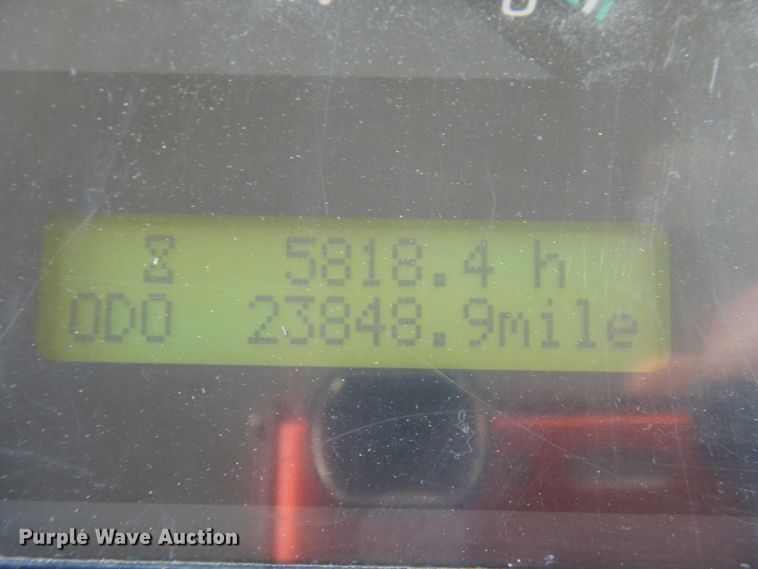 5818.4 h
ODO 23848.9mile
Purple Wave Auction